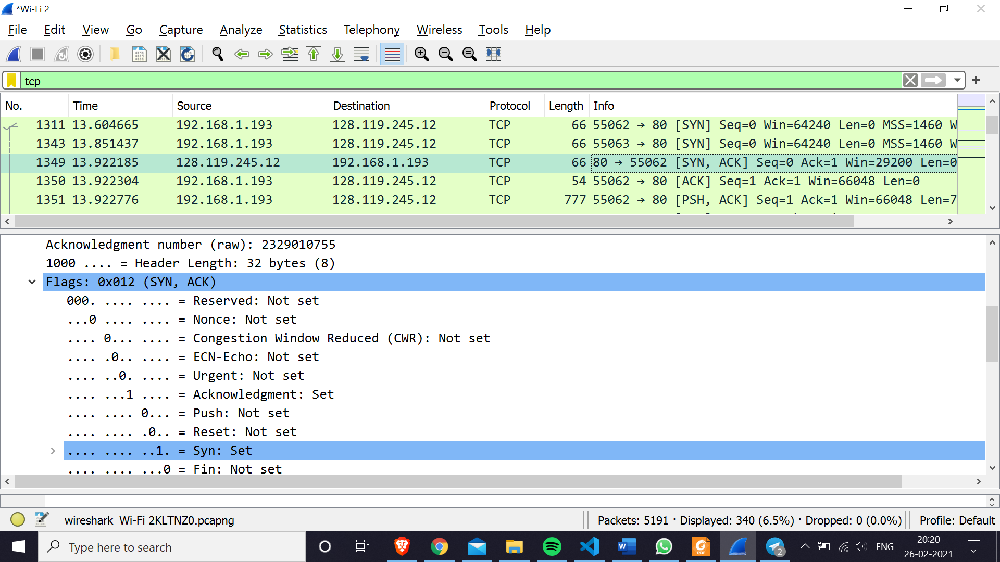 *Wi-Fi 2
File Edit View Go Capture Analyze Statistics Telephony Wireless Tools Help
tcp
No. Time Source Destination Protocol Length Info
1311 13.604665 192.168.1.193 128.119.245.12 TCP 66 55062 → 80 [SYN] Seq=0 Win=64240 Len=0 MSS=1460 W
1343 13.851437 192.168.1.193 128.119.245.12 TCP 66 55063 → 80 [SYN] Seq=0 Win=64240 Len=0 MSS=1460 W
1349 13.922185 128.119.245.12 192.168.1.193 TCP 66 80 → 55062 [SYN, ACK] Seq=0 Ack=1 Win=29200 Len=0
1350 13.922304 192.168.1.193 128.119.245.12 TCP 54 55062 → 80 [ACK] Seq=1 Ack=1 Win=66048 Len=0
1351 13.922776 192.168.1.193 128.119.245.12 TCP 777 55062 → 80 [PSH, ACK] Seq=1 Ack=1 Win=66048 Len=7
Acknowledgment number (raw): 2329010755
1000 .... = Header Length: 32 bytes (8)
Flags: 0x012 (SYN, ACK)
000. .... .... = Reserved: Not set
...0 .... .... = Nonce: Not set
.... 0... .... = Congestion Window Reduced (CWR): Not set
.... .0.. .... = ECN-Echo: Not set
.... ..0. .... = Urgent: Not set
.... ...1 .... = Acknowledgment: Set
.... .... 0... = Push: Not set
.... .... .0.. = Reset: Not set
.... .... ..1. = Syn: Set
.... .... ...0 = Fin: Not set
wireshark_Wi-Fi 2KLTNZ0.pcapng Packets: 5191 · Displayed: 340 (6.5%) · Dropped: 0 (0.0%) Profile: Default
Type here to search
W
PDF
2
ENG
20:20
26-02-2021